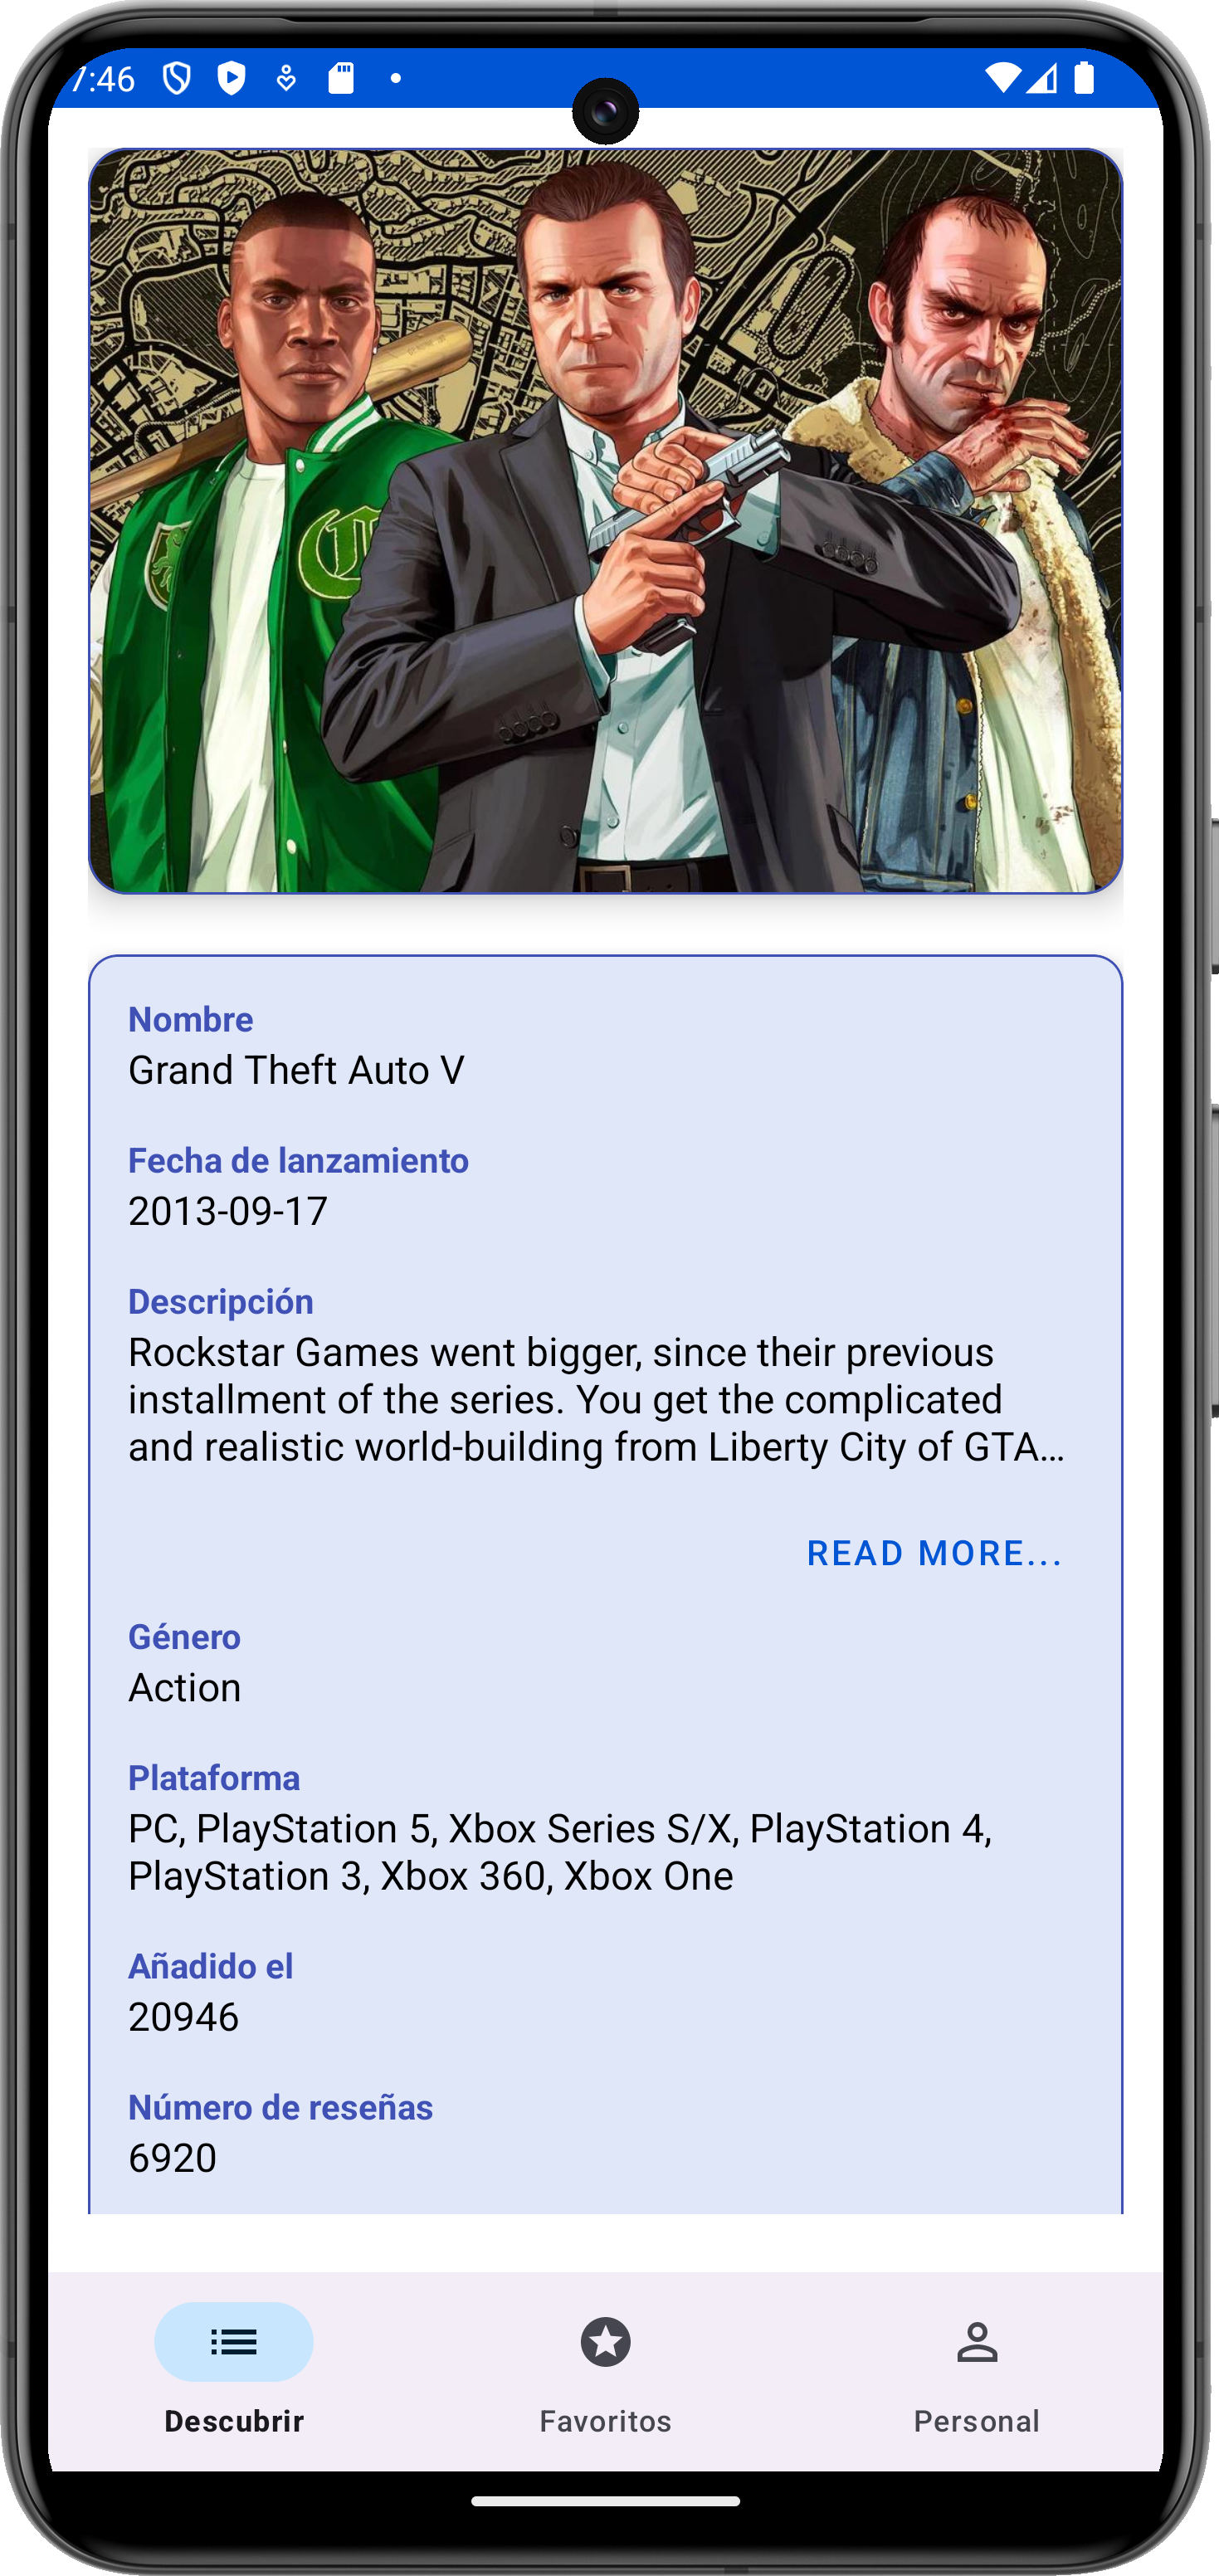 7:46
Nombre
Grand Theft Auto V
Fecha de lanzamiento
2013-09-17
Descripción
Rockstar Games went bigger, since their previous
installment of the series. You get the complicated
and realistic world-building from Liberty City of GTA…
READ MORE...
Género
Action
Plataforma
PC, PlayStation 5, Xbox Series S/X, PlayStation 4,
PlayStation 3, Xbox 360, Xbox One
Añadido el
20946
Número de reseñas
6920
Descubrir
Favoritos
Personal